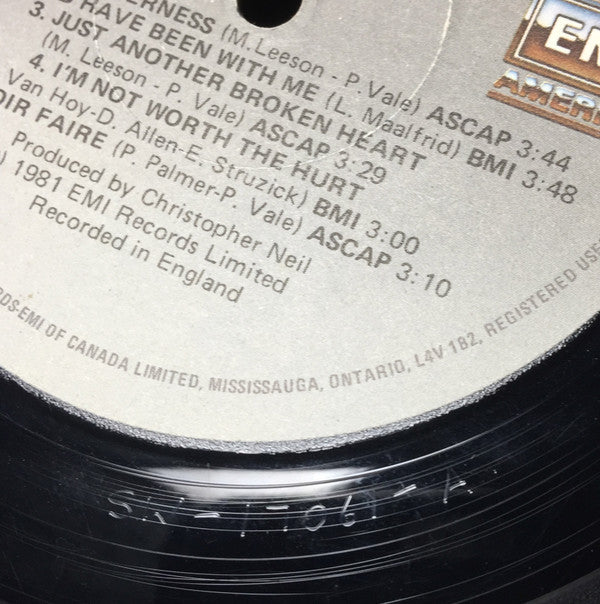 ERNESS (M.Leeson - P.Vale) ASCAP 3:44
HAVE BEEN WITH ME (L. Maalfrid) BMI 3:48
3. JUST ANOTHER BROKEN HEART
(M. Leeson - P. Vale) ASCAP 3:29
4. I'M NOT WORTH THE HURT
Van Hoy-D. Allen-E. Struzick) BMI 3:00
OIR FAIRE (P. Palmer-P. Vale) ASCAP 3:10
Produced by Christopher Neil
) 1981 EMI Records Limited
Recorded in England
EM
AMERI
RDS-EMI OF CANADA LIMITED, MISSISSAUGA, ONTARIO, L4V 1B2, REGISTERED USER